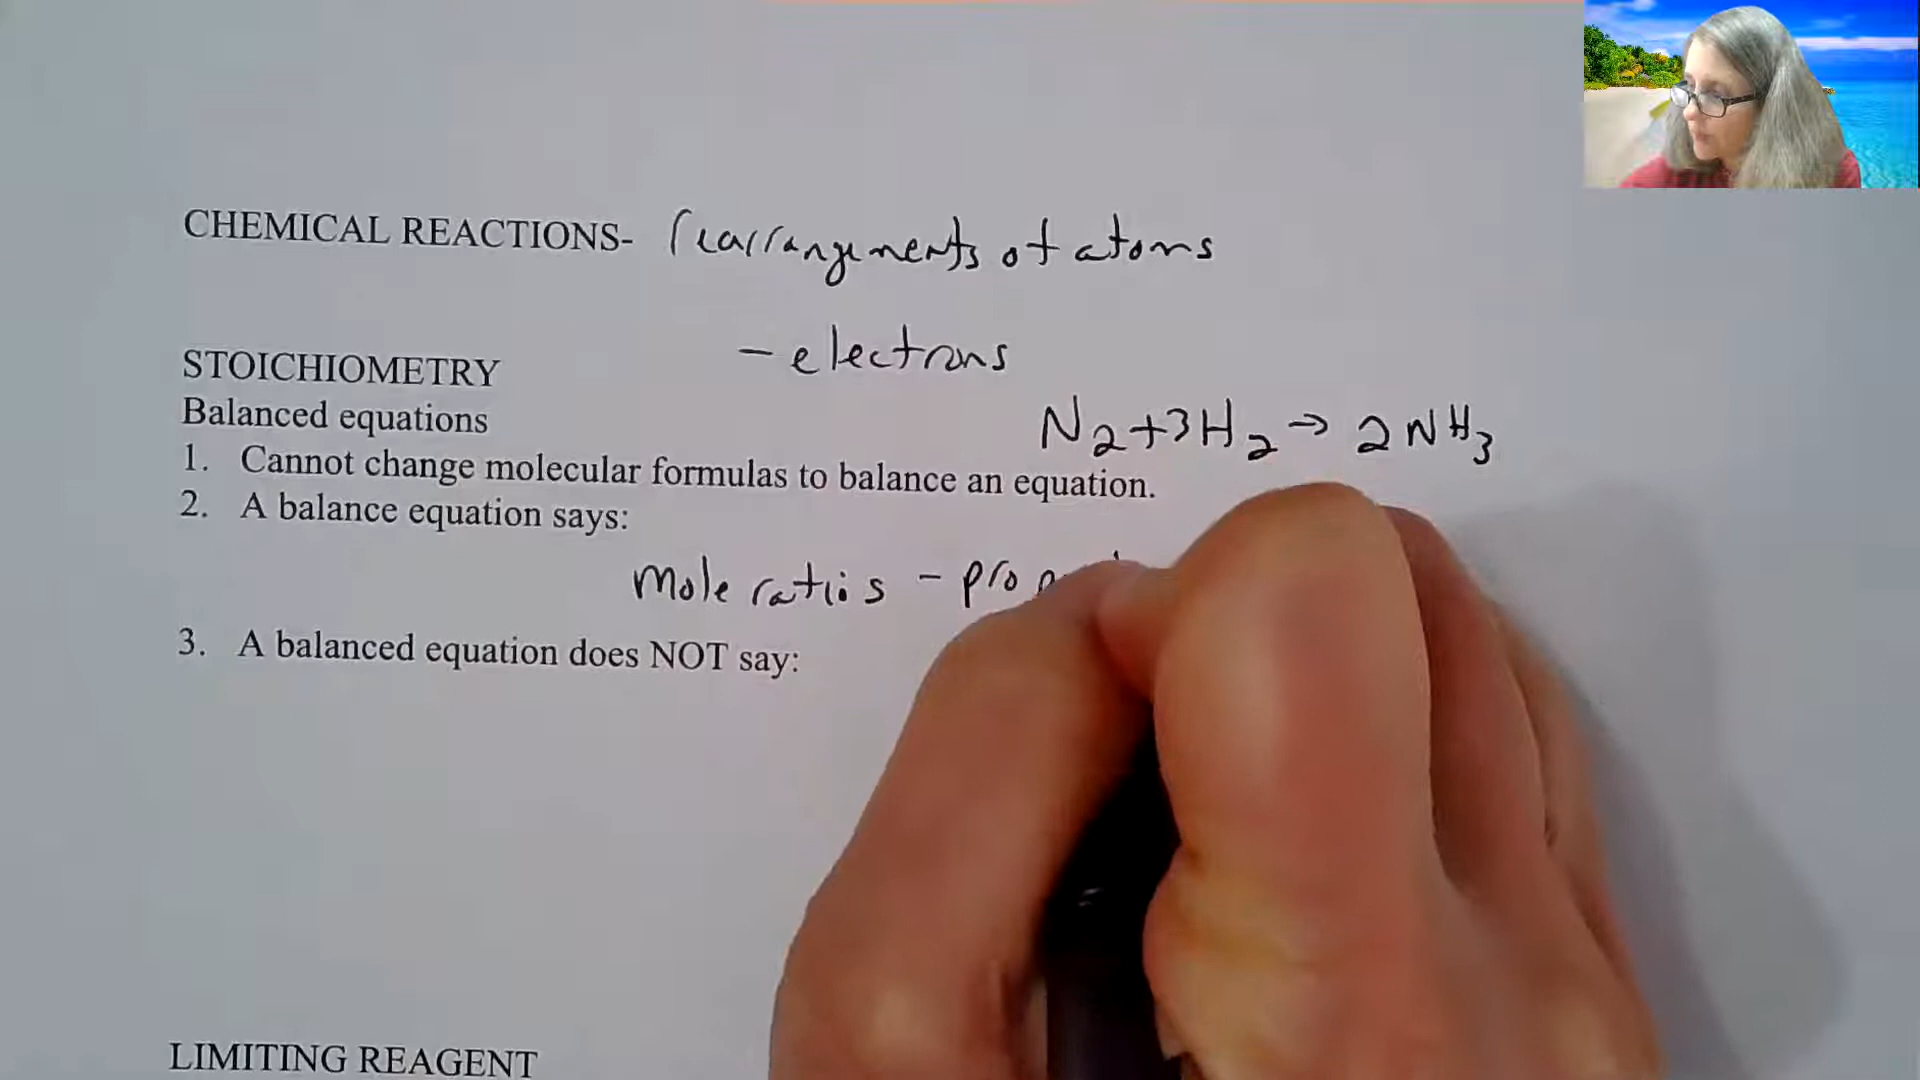 CHEMICAL REACTIONS- rearrangements of atoms
- electrons
STOICHIOMETRY
Balanced equations
N2+3H2→ 2NH3
1. Cannot change molecular formulas to balance an equation.
2. A balance equation says:
mole ratios -
3. A balanced equation does NOT say:
LIMITING REAGENT